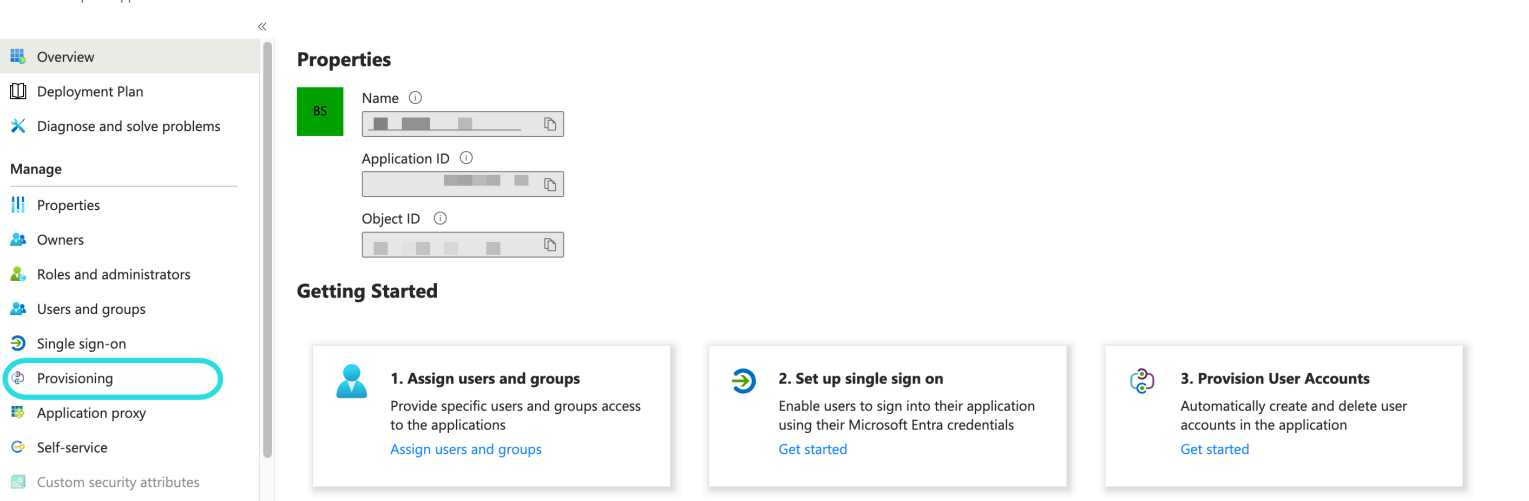 Overview
Deployment Plan
Diagnose and solve problems
Manage
Properties
Owners
Roles and administrators
Users and groups
Single sign-on
Provisioning
Application proxy
Self-service
Custom security attributes
Properties
BS
Name
Application ID
Object ID
Getting Started
1. Assign users and groups
Provide specific users and groups access
to the applications
Assign users and groups
2. Set up single sign on
Enable users to sign into their application
using their Microsoft Entra credentials
Get started
3. Provision User Accounts
Automatically create and delete user
accounts in the application
Get started